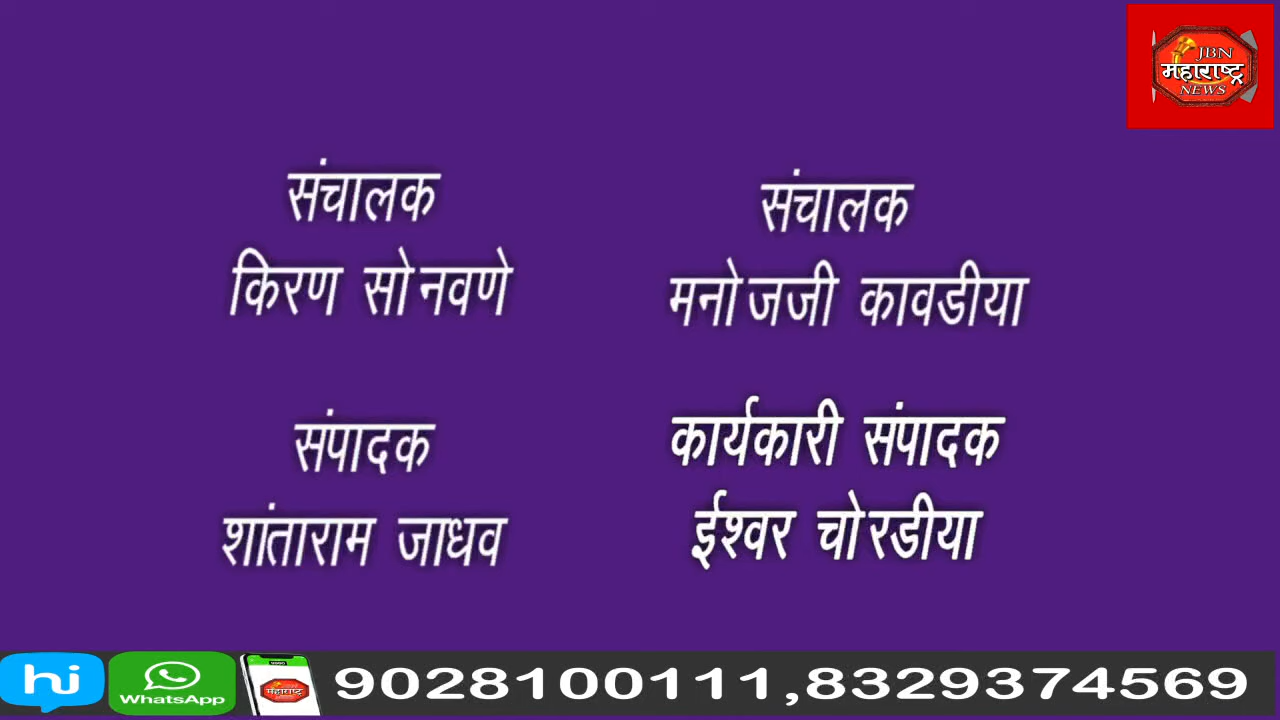 JBN
महाराष्ट्र
NEWS
संचालक
किरण सोनवणे
संचालक
मनोजजी कावडीया
संपादक
शांताराम जाधव
कार्यकारी संपादक
ईश्वर चोरडीया
hi
WhatsApp
महाराष्ट्र
9028100111,8329374569